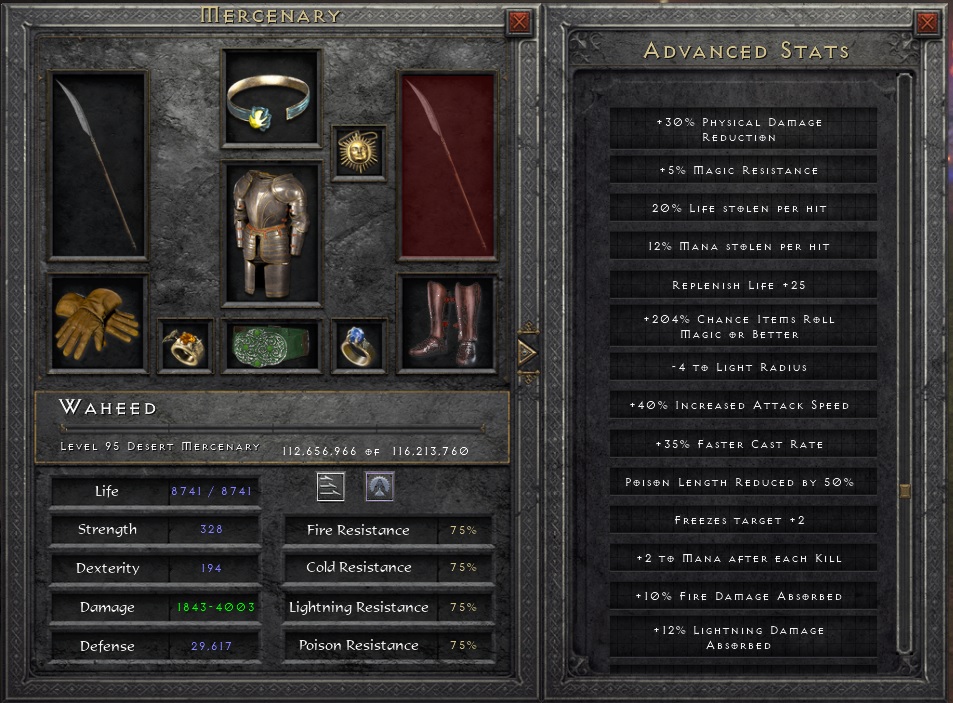 Mercenary
Waheed
Level 95 Desert Mercenary 112,656,966 of 116,213,760
Life 8741 / 8741
Strength 328
Dexterity 194
Damage 1843-4003
Defense 29,617
Fire Resistance 75%
Cold Resistance 75%
Lightning Resistance 75%
Poison Resistance 75%
Advanced Stats
+30% Physical Damage
Reduction
+5% Magic Resistance
20% Life stolen per hit
12% Mana stolen per hit
Replenish Life +25
+204% Chance Items Roll
Magic or Better
-4 to Light Radius
+40% Increased Attack Speed
+35% Faster Cast Rate
Poison Length Reduced by 50%
Freezes target +2
+2 to Mana after each Kill
+10% Fire Damage Absorbed
+12% Lightning Damage
Absorbed